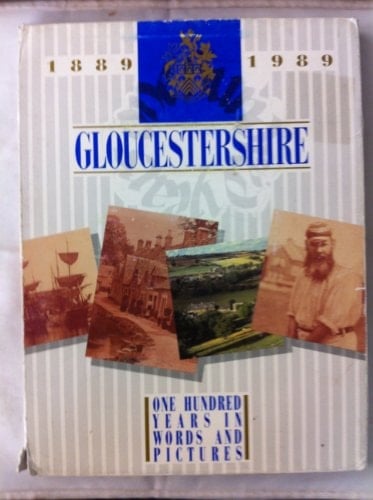 1889 1989
GLOUCESTERSHIRE
ONE HUNDRED
YEARS IN
WORDS AND
PICTURES